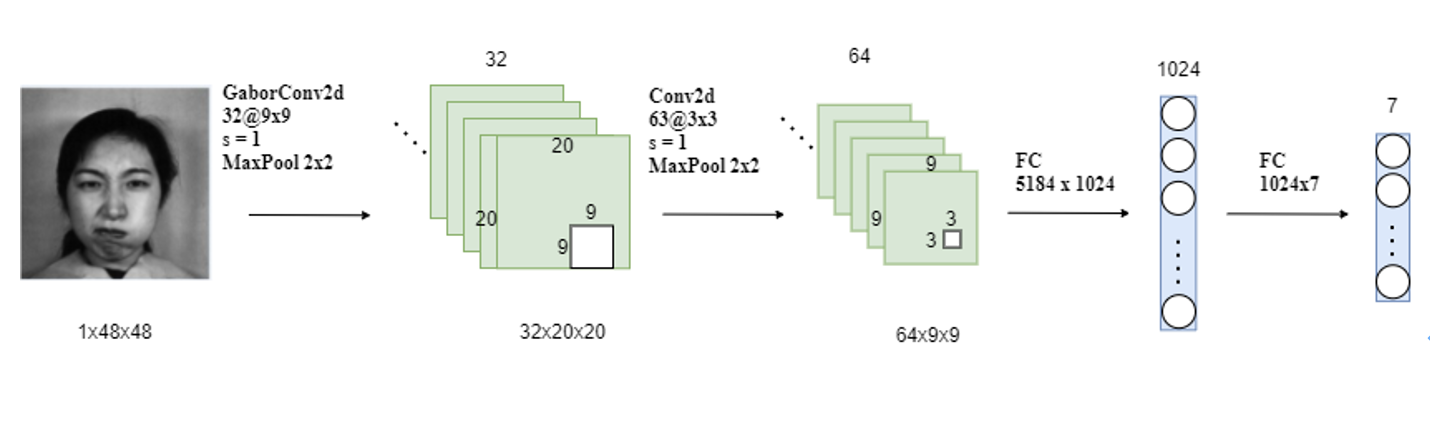 1x48x48
GaborConv2d
32@9x9
s = 1
MaxPool 2x2
32
20
20
9
9
32x20x20
Conv2d
63@3x3
s = 1
MaxPool 2x2
64
9
9
3
3
64x9x9
FC
5184 x 1024
1024
FC
1024x7
7